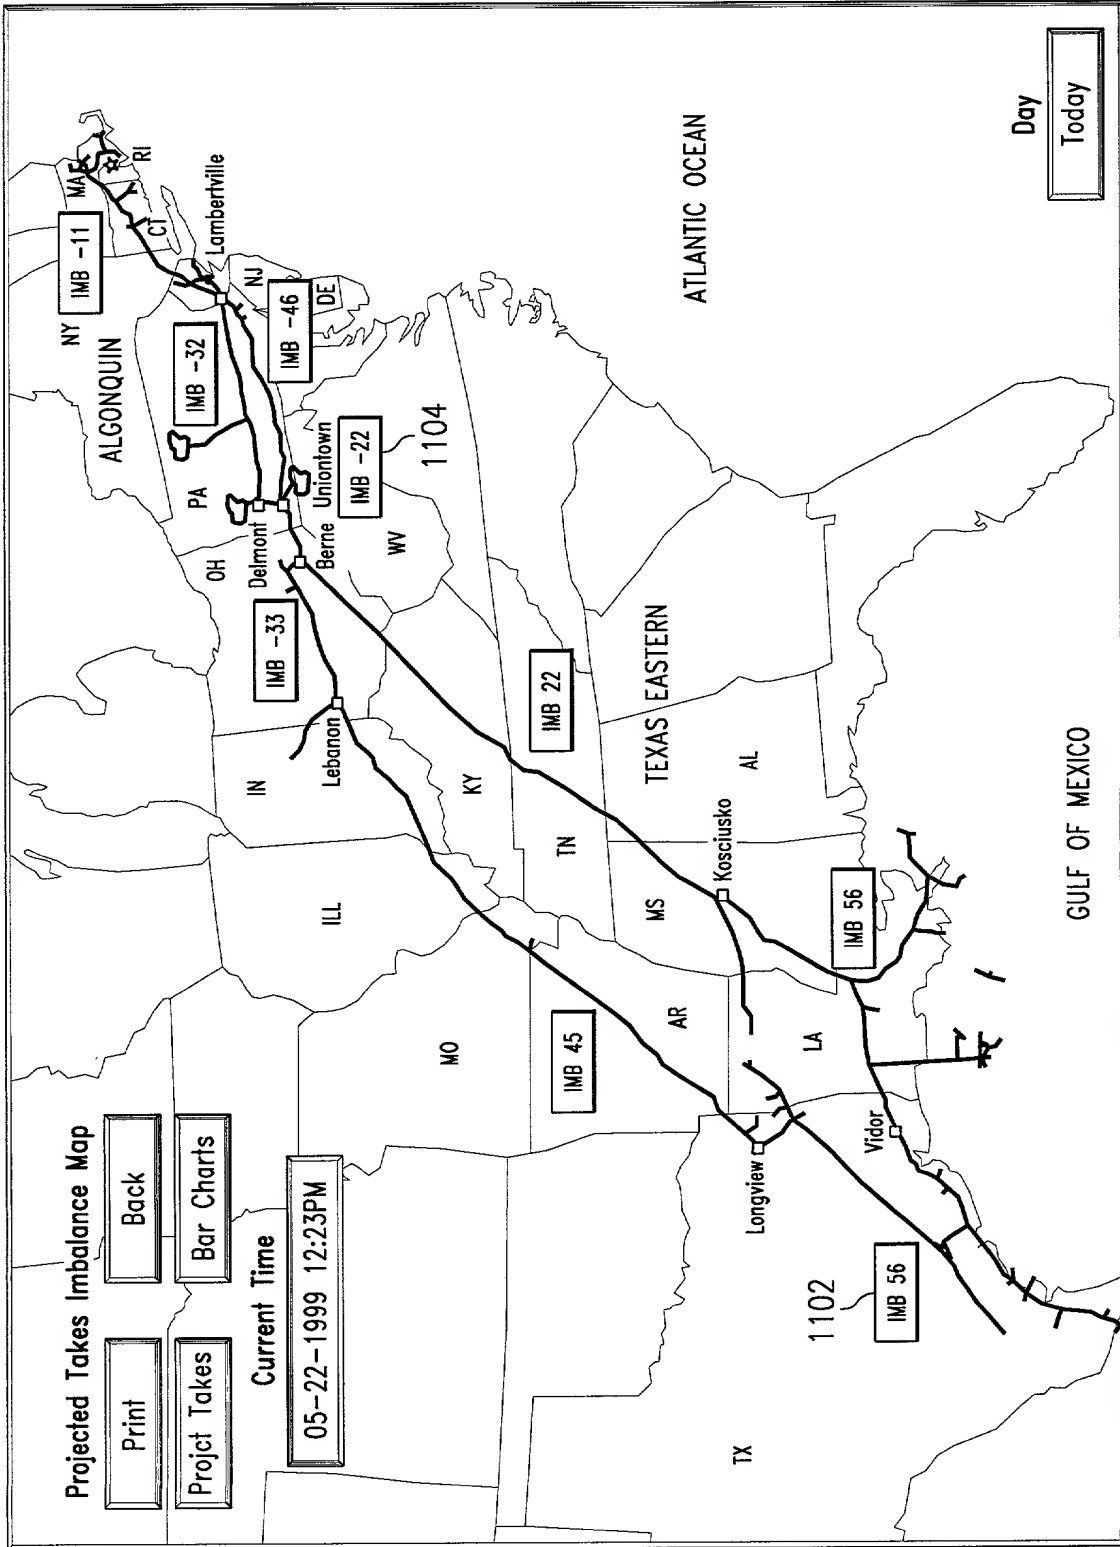 Projected Takes Imbalance Map
Print
Back
Projct Takes
Bar Charts
Current Time
05-22-1999 12:23PM
NY
IMB -11
MA
RI
CT
ALGONQUIN
IMB -32
Lambertville
NJ
PA
IMB -46
DE
OH
Delmont
Uniontown
IMB -22
1104
Berne
WV
IMB -33
IN
Lebanon
ILL
KY
IMB 22
TN
TEXAS EASTERN
ATLANTIC OCEAN
MO
IMB 45
AR
MS
Kosciusko
AL
LA
IMB 56
Longview
Vidor
TX
1102
IMB 56
GULF OF MEXICO
Day
Today